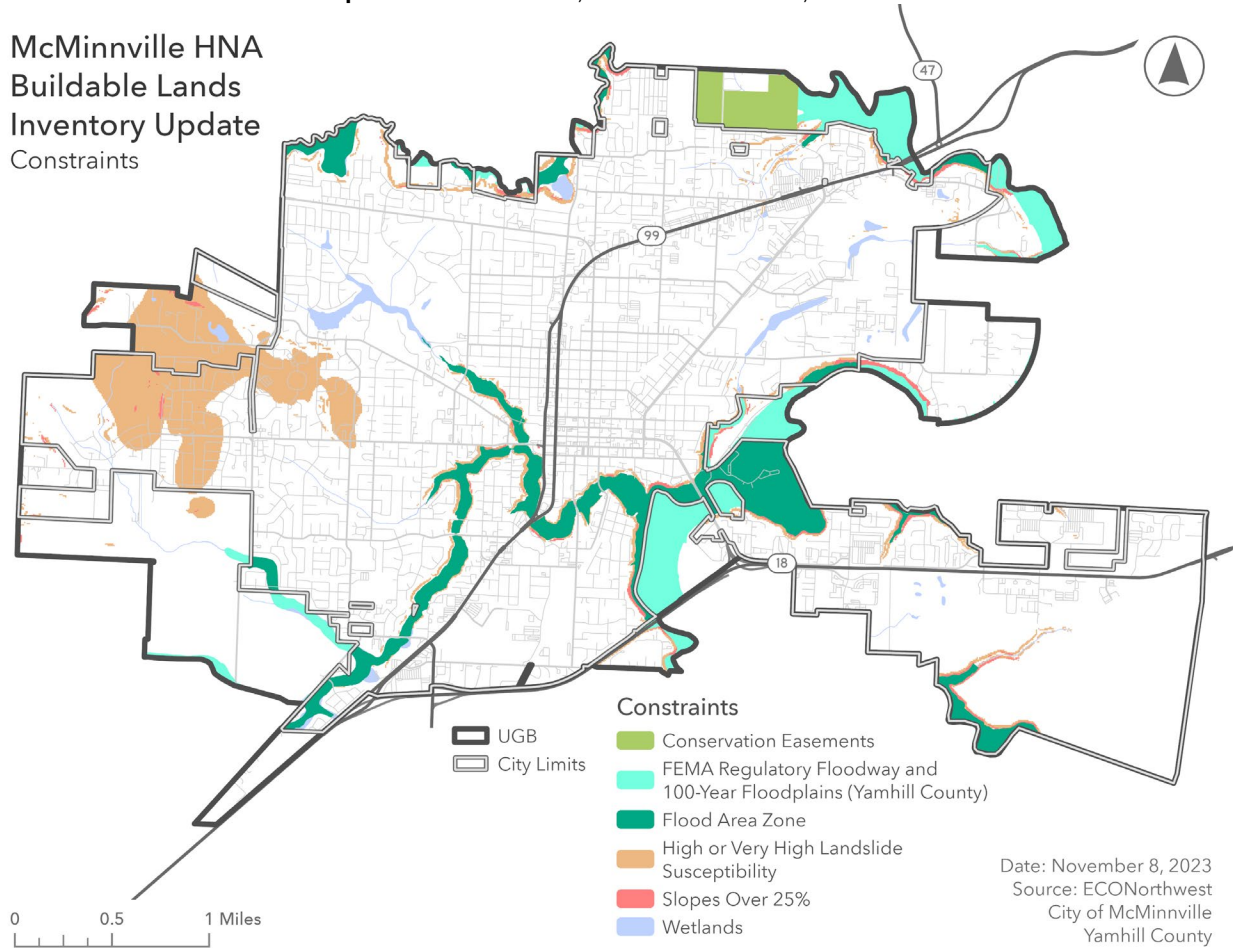 McMinnville HNA
Buildable Lands
Inventory Update
Constraints
47
99
18
UGB
City Limits
Constraints
Conservation Easements
FEMA Regulatory Floodway and
100-Year Floodplains (Yamhill County)
Flood Area Zone
High or Very High Landslide
Susceptibility
Slopes Over 25%
Wetlands
Date: November 8, 2023
Source: ECONorthwest
City of McMinnville
Yamhill County
0 0.5 1 Miles